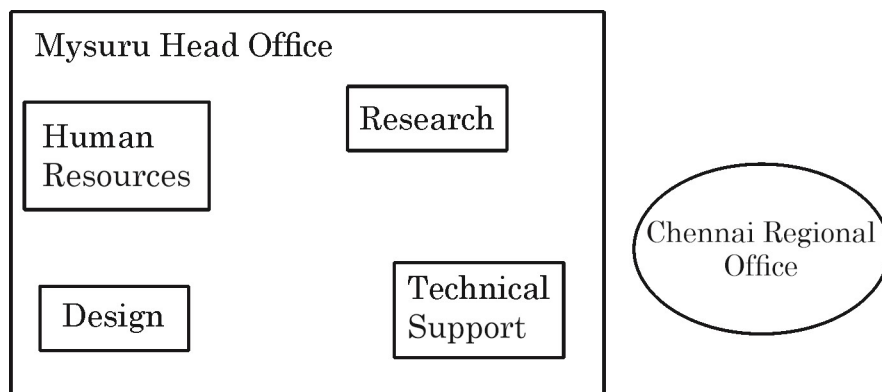 Mysuru Head Office
Human
Resources
Research
Design
Technical
Support
Chennai Regional
Office